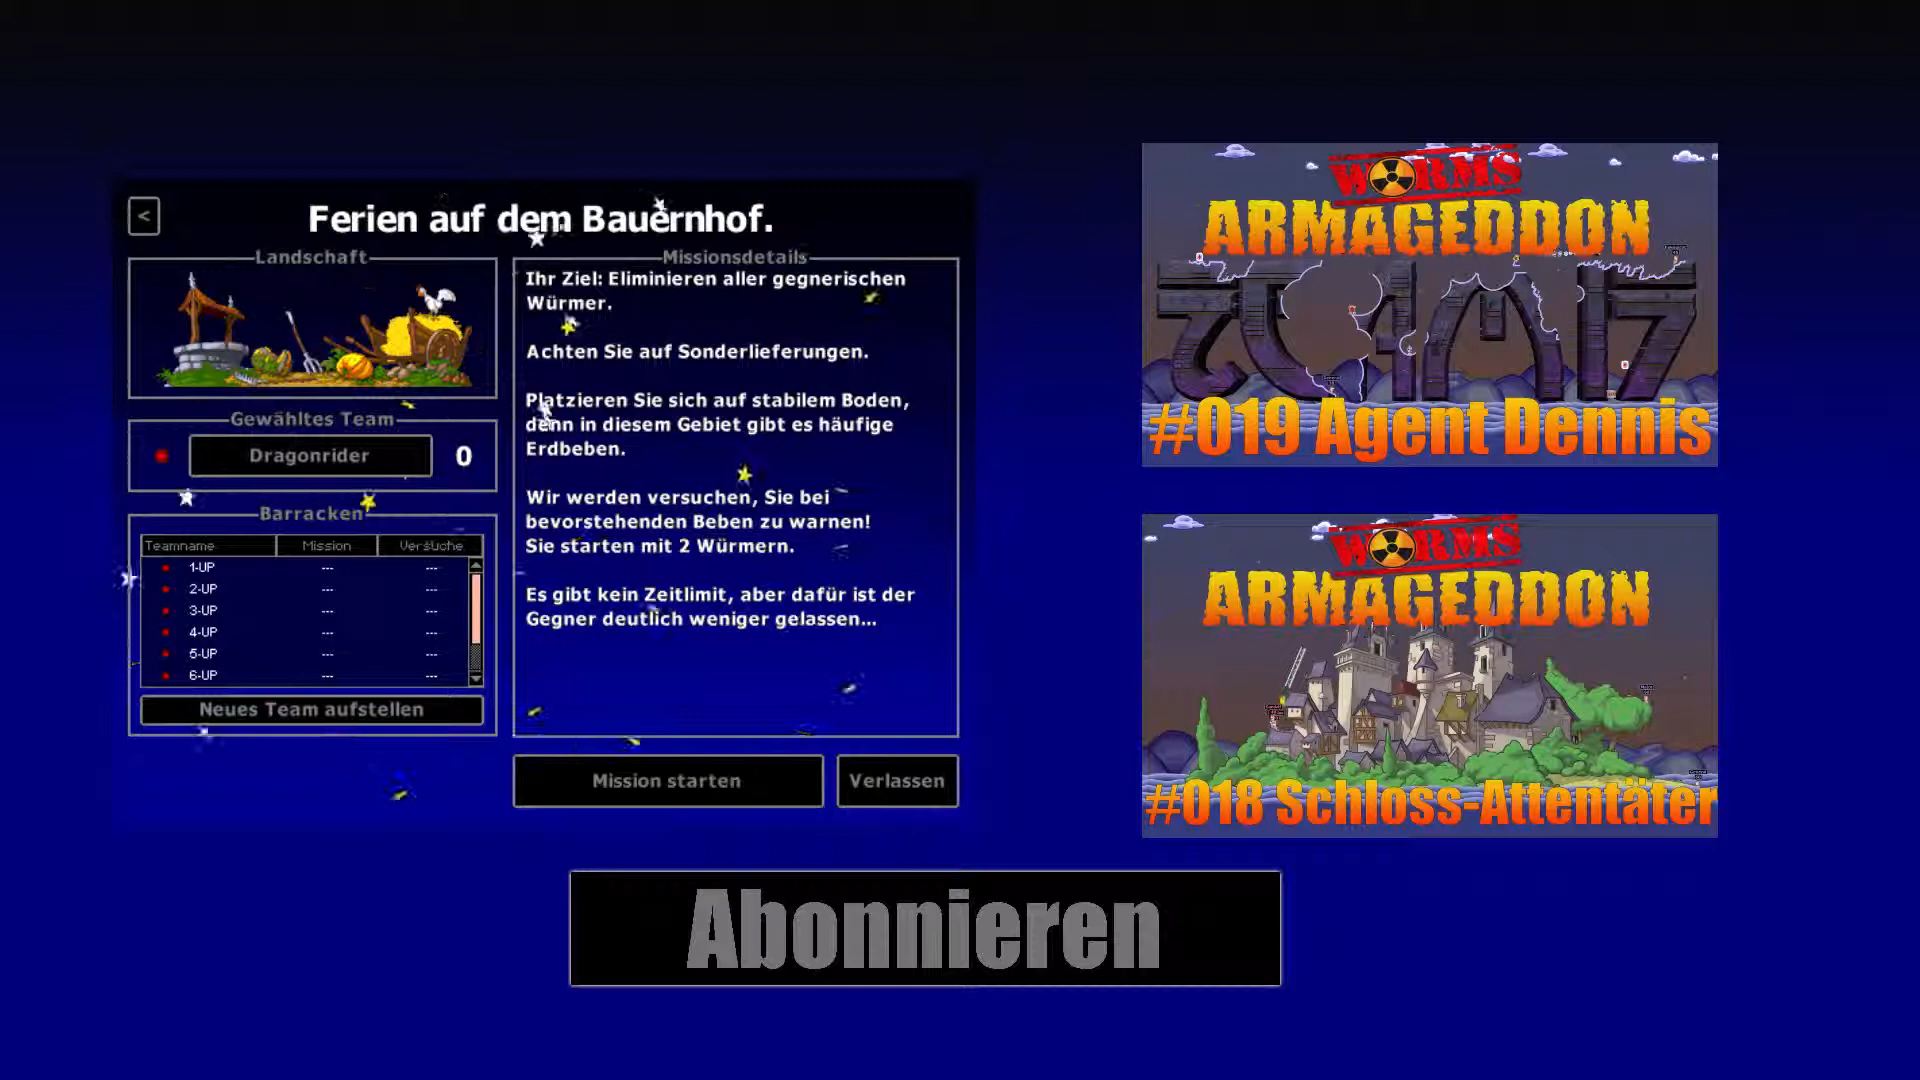 <
Ferien auf dem Bauernhof.
Landschaft
Gewähltes Team
Dragonrider
0
Barracken
Teamname Mission Versuche
1-UP --- ---
2-UP --- ---
3-UP --- ---
4-UP --- ---
5-UP --- ---
6-UP --- ---
Neues Team aufstellen
Missionsdetails
Ihr Ziel: Eliminieren aller gegnerischen
Würmer.
Achten Sie auf Sonderlieferungen.
Platzieren Sie sich auf stabilem Boden,
denn in diesem Gebiet gibt es häufige
Erdbeben.
Wir werden versuchen, Sie bei
bevorstehenden Beben zu warnen!
Sie starten mit 2 Würmern.
Es gibt kein Zeitlimit, aber dafür ist der
Gegner deutlich weniger gelassen...
Mission starten
Verlassen
WORMS
ARMAGEDDON
#019 Agent Dennis
WORMS
ARMAGEDDON
#018 Schloss-Attentäter
Abonnieren